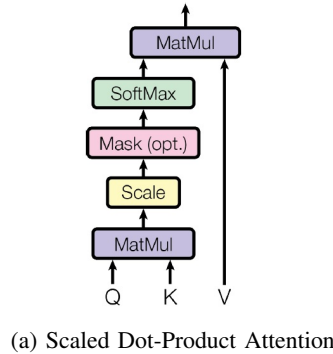 MatMul
SoftMax
Mask (opt.)
Scale
MatMul
Q K V
(a) Scaled Dot-Product Attention